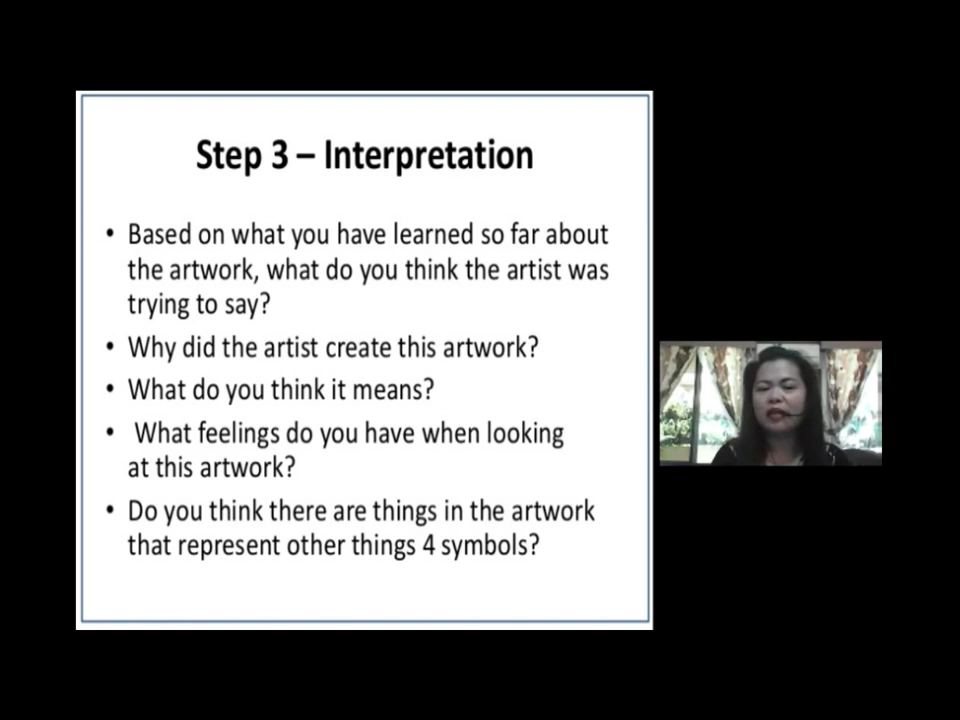 Step 3 – Interpretation
• Based on what you have learned so far about
the artwork, what do you think the artist was
trying to say?
• Why did the artist create this artwork?
• What do you think it means?
• What feelings do you have when looking
at this artwork?
• Do you think there are things in the artwork
that represent other things 4 symbols?